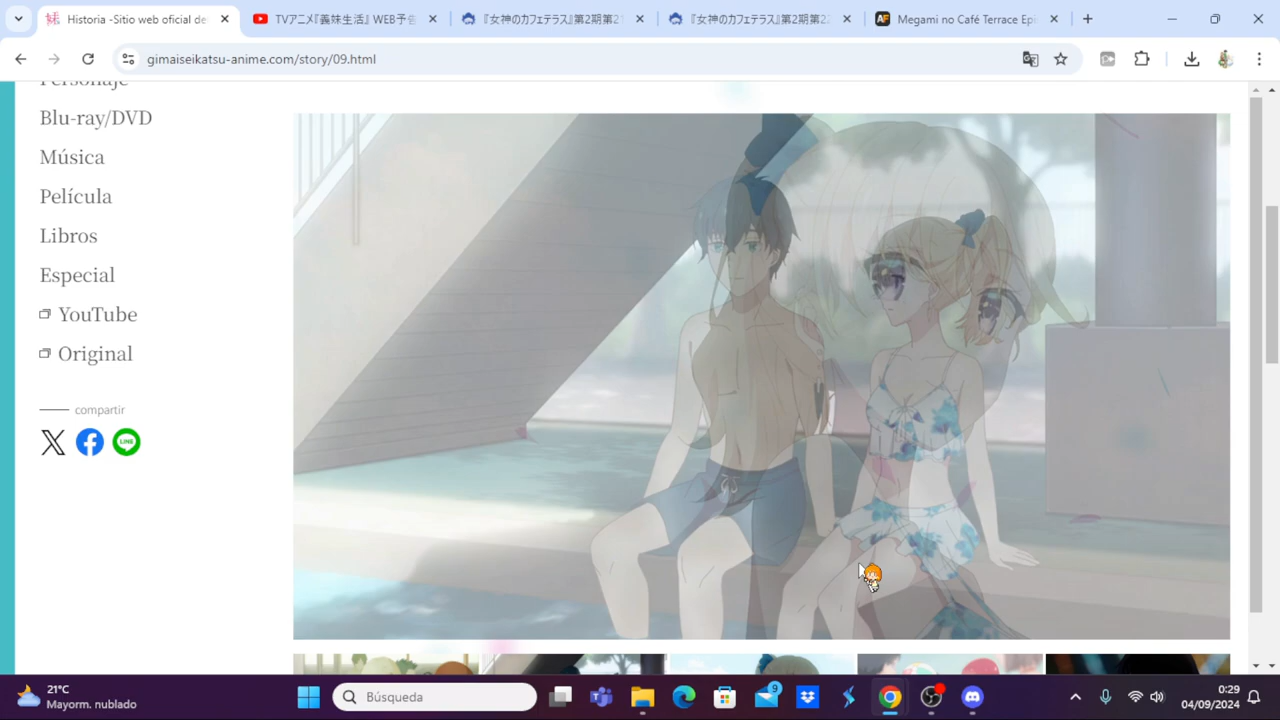 Historia -Sitio web oficial de
TVアニメ『義妹生活』 WEB予告
『女神のカフェテラス』第2期第2
『女神のカフェテラス』第2期第2
Megami no Café Terrace Epi
gimaiseikatsu-anime.com/story/09.html
Personaje
Blu-ray/DVD
Música
Película
Libros
Especial
YouTube
Original
compartir
LINE
21°C
Mayorm. nublado
Búsqueda
9
0:29
04/09/2024